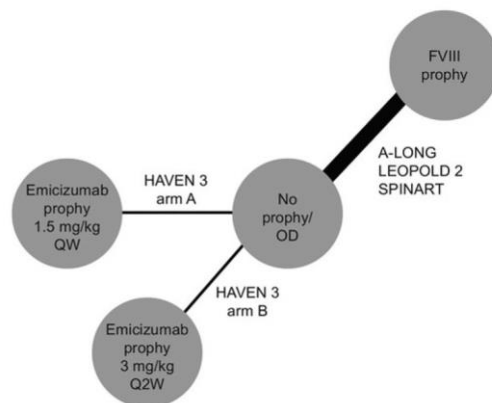 FVIII
prophy
A-LONG
LEOPOLD 2
SPINART
HAVEN 3
arm A
No
prophy/
OD
Emicizumab
prophy
1.5 mg/kg
QW
HAVEN 3
arm B
Emicizumab
prophy
3 mg/kg
Q2W